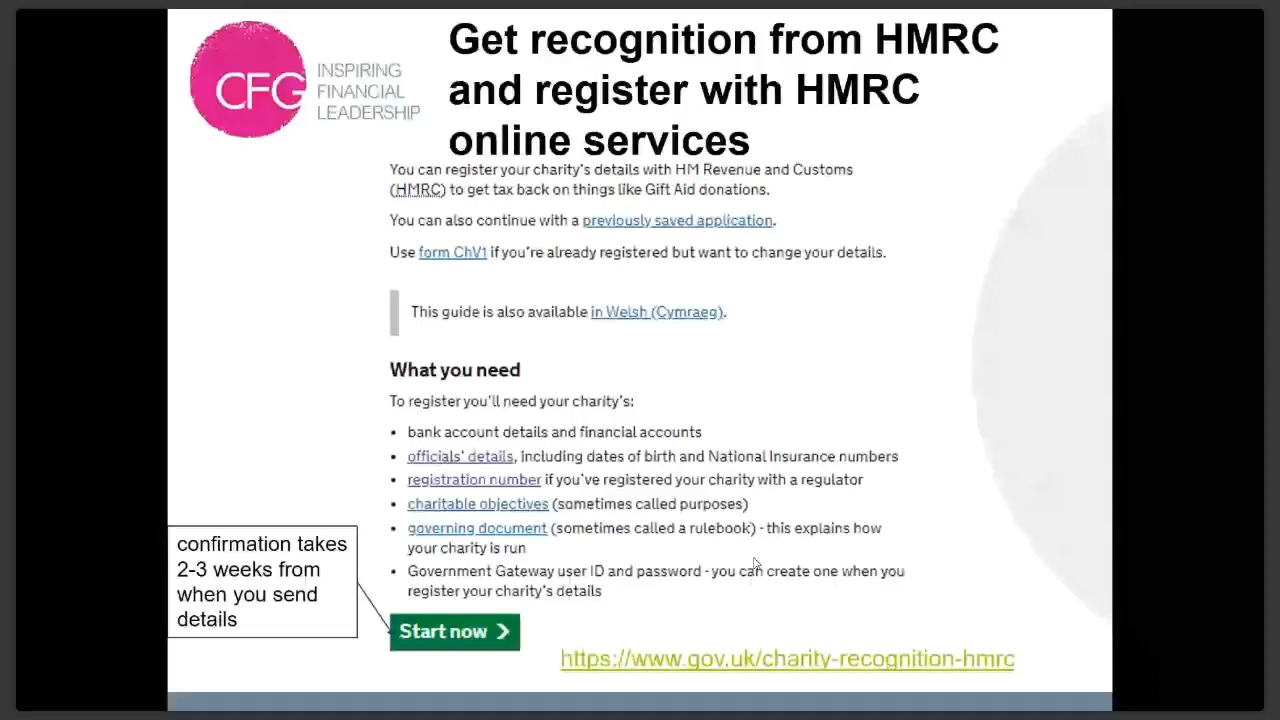 CFG
INSPIRING
FINANCIAL
LEADERSHIP
Get recognition from HMRC
and register with HMRC
online services
You can register your charity's details with HM Revenue and Customs
(HMRC) to get tax back on things like Gift Aid donations.
You can also continue with a previously saved application.
Use form ChV1 if you're already registered but want to change your details.
This guide is also available in Welsh (Cymraeg).
What you need
To register you'll need your charity's:
• bank account details and financial accounts
• officials' details, including dates of birth and National Insurance numbers
• registration number if you've registered your charity with a regulator
• charitable objectives (sometimes called purposes)
• governing document (sometimes called a rulebook) - this explains how
your charity is run
• Government Gateway user ID and password - you can create one when you
register your charity's details
confirmation takes
2-3 weeks from
when you send
details
Start now
https://www.gov.uk/charity-recognition-hmrc